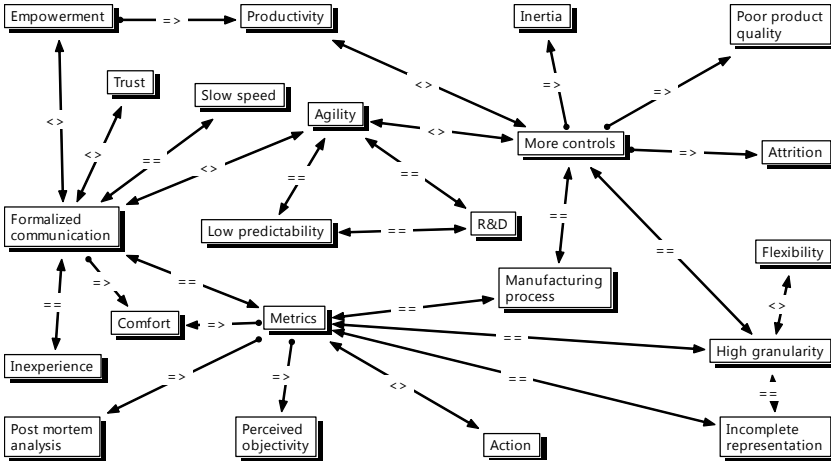 Empowerment
=>
Productivity
Inertia
Poor product
quality
Trust
Slow speed
Agility
<>
=>
=>
<>
<>
==
<>
<>
More controls
=>
Attrition
==
==
Formalized
communication
Low predictability
==
R&D
==
==
Flexibility
=>
==
Manufacturing
process
==
Comfort
=>
Metrics
==
<>
==
High granularity
Inexperience
=>
=>
<>
==
==
Post mortem
analysis
Perceived
objectivity
Action
Incomplete
representation